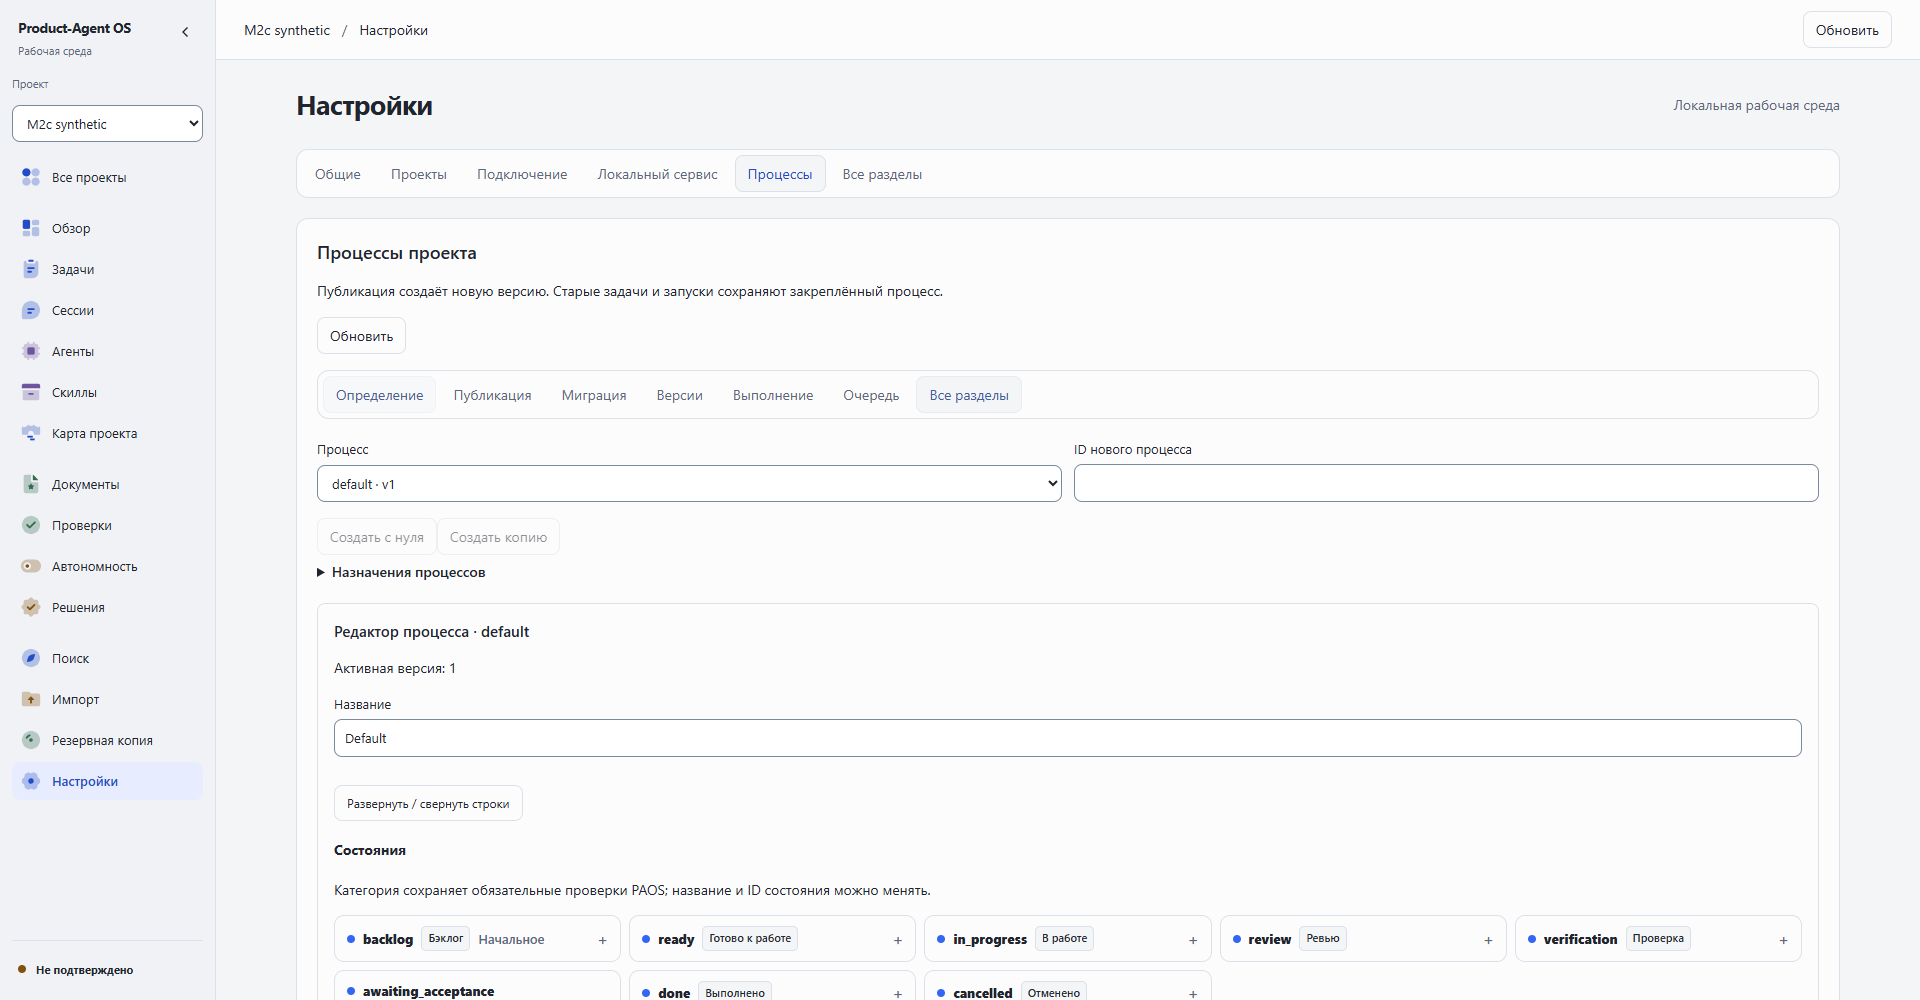 Product-Agent OS
Рабочая среда
Проект
M2c synthetic
Все проекты
Обзор
Задачи
Сессии
Агенты
Скиллы
Карта проекта
Документы
Проверки
Автономность
Решения
Поиск
Импорт
Резервная копия
Настройки
Не подтверждено
M2c synthetic / Настройки
Обновить
Настройки
Локальная рабочая среда
Общие Проекты Подключение Локальный сервис Процессы Все разделы
Процессы проекта
Публикация создаёт новую версию. Старые задачи и запуски сохраняют закреплённый процесс.
Обновить
Определение Публикация Миграция Версии Выполнение Очередь Все разделы
Процесс ID нового процесса
default · v1
Создать с нуля Создать копию
Назначения процессов
Редактор процесса · default
Активная версия: 1
Название
Default
Развернуть / свернуть строки
Состояния
Категория сохраняет обязательные проверки PAOS; название и ID состояния можно менять.
backlog Бэклог Начальное + ready Готово к работе + in_progress В работе + review Ревью + verification Проверка +
awaiting_acceptance done Выполнено + cancelled Отменено +